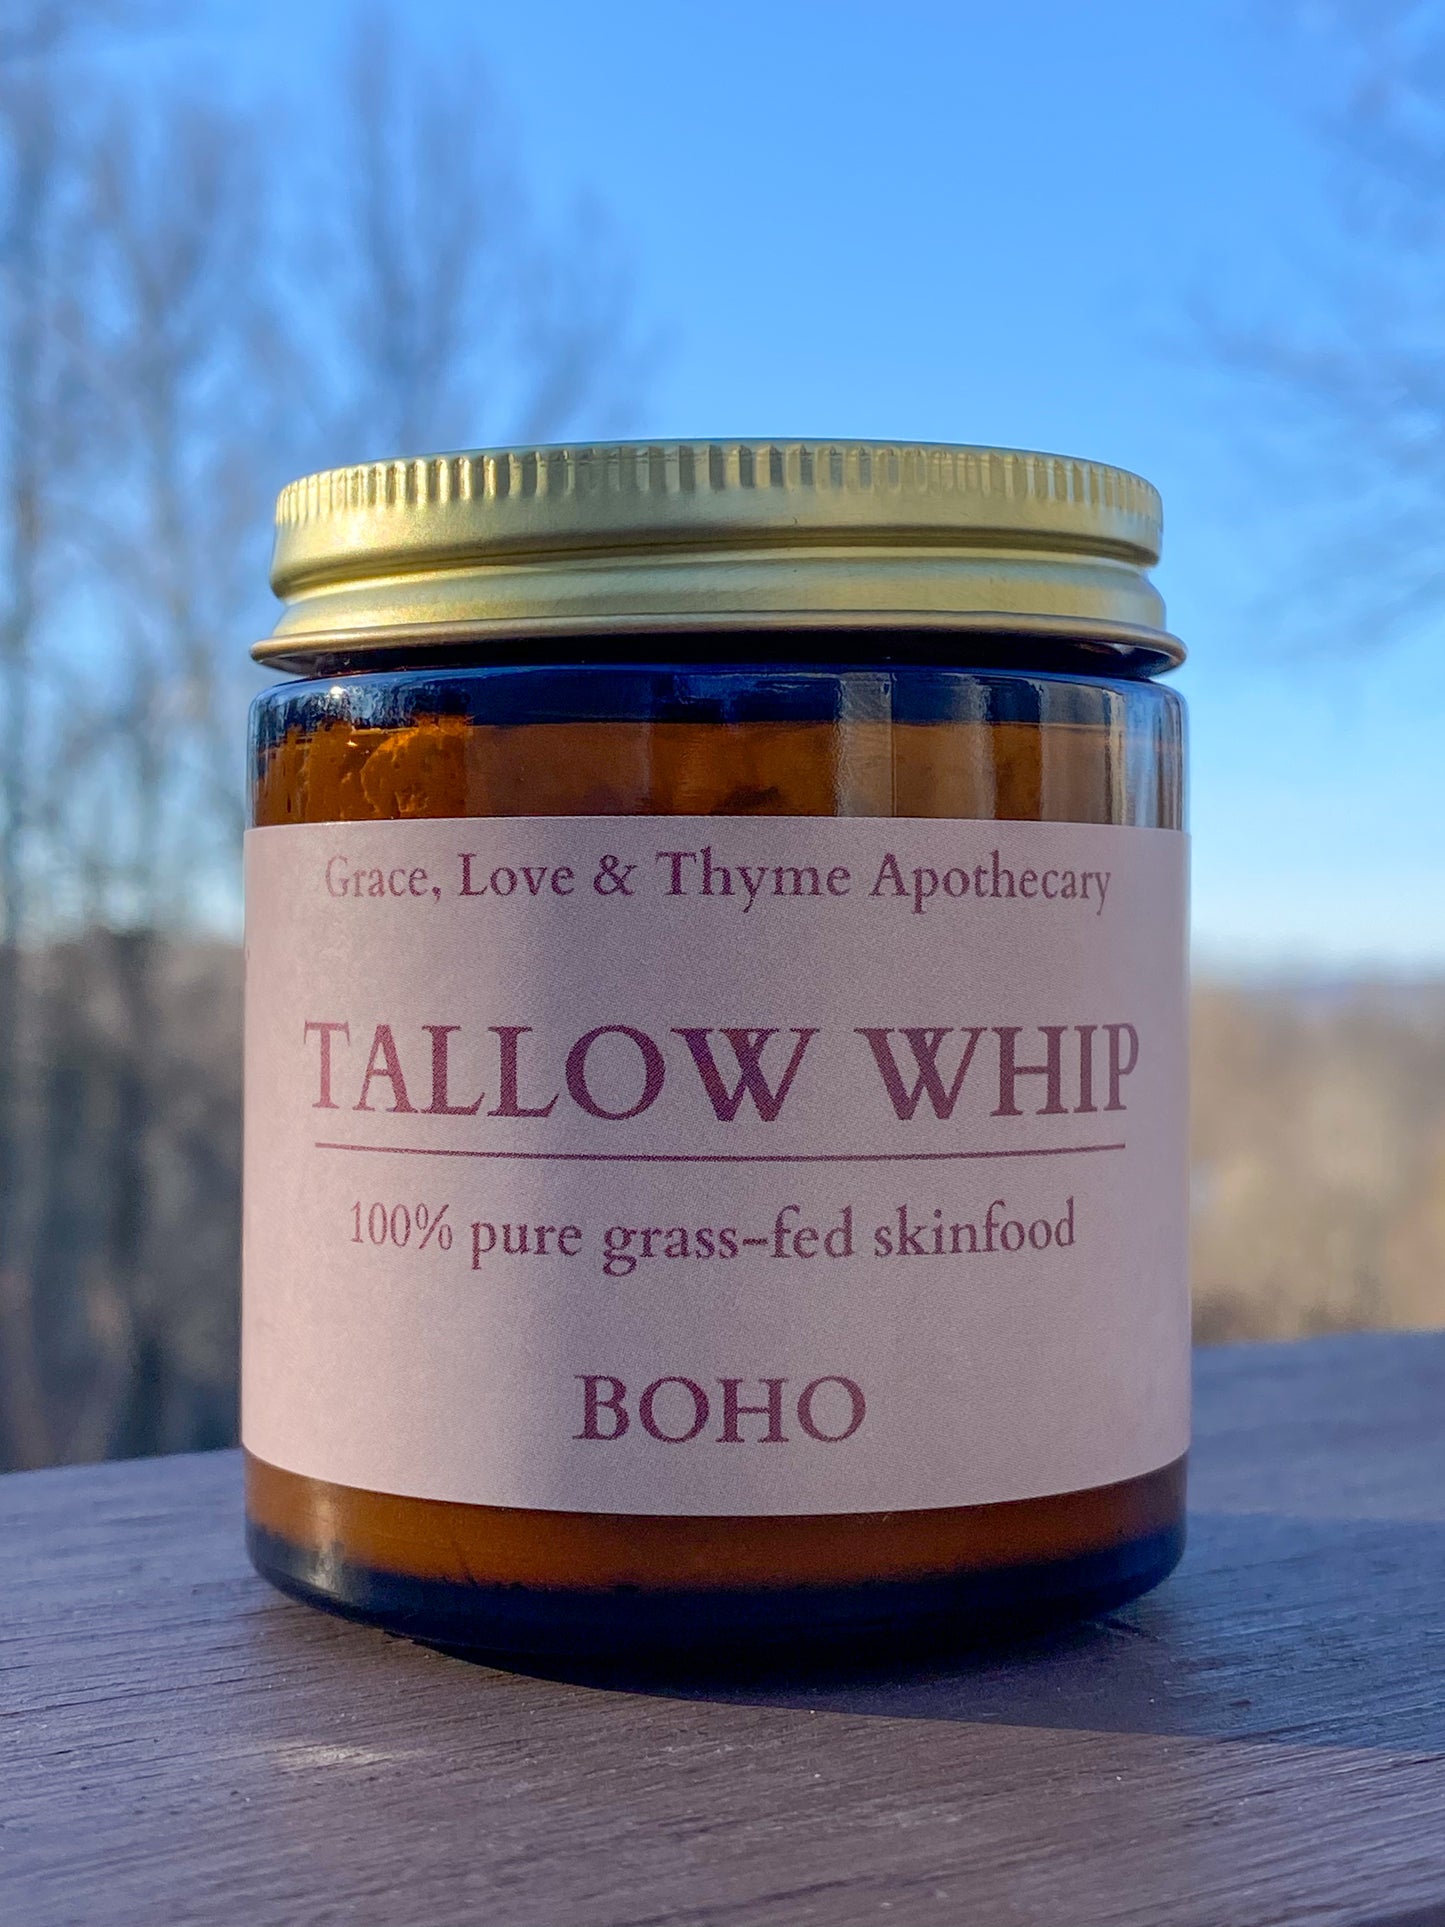 Grace, Love & Thyme Apothecary
TALLOW WHIP
100% pure grass-fed skinfood
BOHO